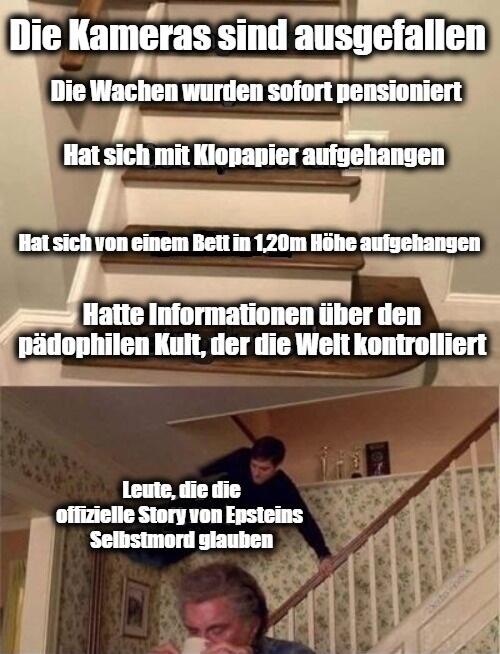 Die Kameras sind ausgefallen
Die Wachen wurden sofort pensioniert
Hat sich mit Klopapier aufgehangen
Hat sich von einem Bett in 1,20m Höhe aufgehangen
Hatte Informationen über den
pädophilen Kult, der die Welt kontrolliert
Leute, die die
offizielle Story von Epsteins
Selbstmord glauben